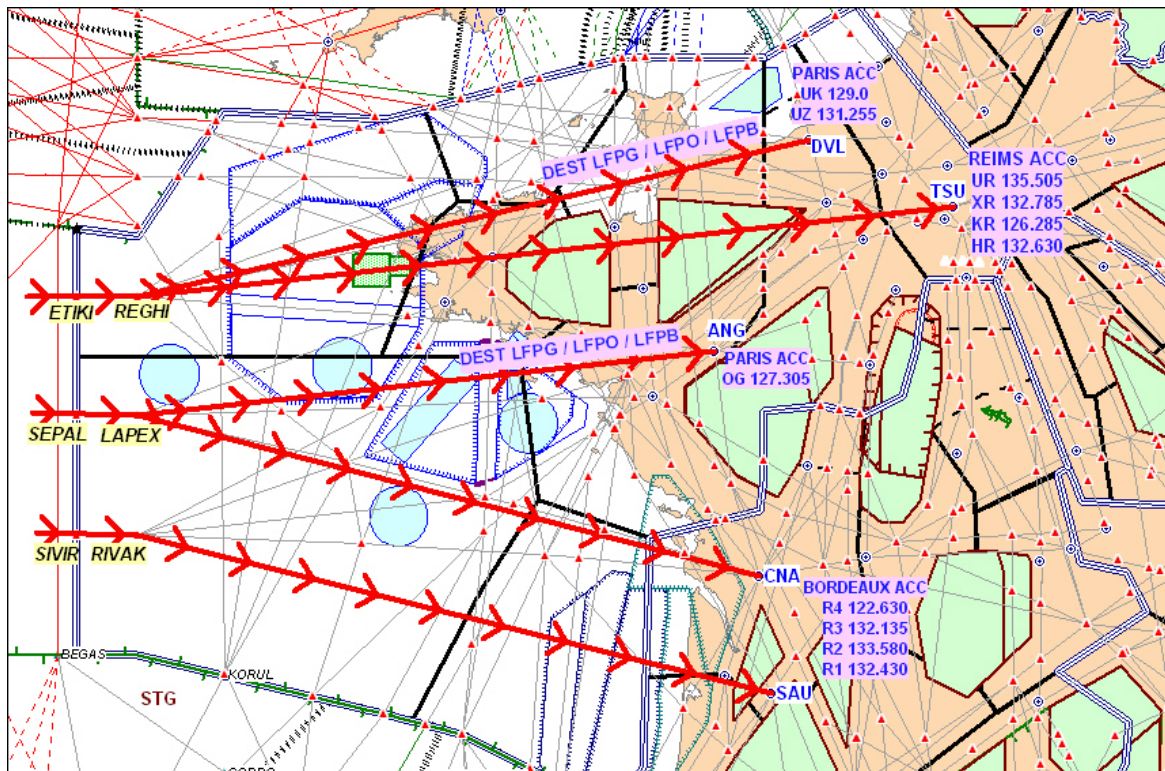 PARIS ACC
UK 129.0
UZ 131.255
DVL
DEST LFPG / LFPO / LFPB
REIMS ACC
UR 135.505
XR 132.785
KR 126.285
HR 132.630
TSU
ETIKI REGHI
ANG
DEST LFPG / LFPO / LFPB
PARIS ACC
OG 127.305
SEPAL LAPEX
SIVIR RIVAK
CNA
BORDEAUX ACC
R4 122.630
R3 132.135
R2 133.580
R1 132.430
BEGAS
KORUL
STG
SAU